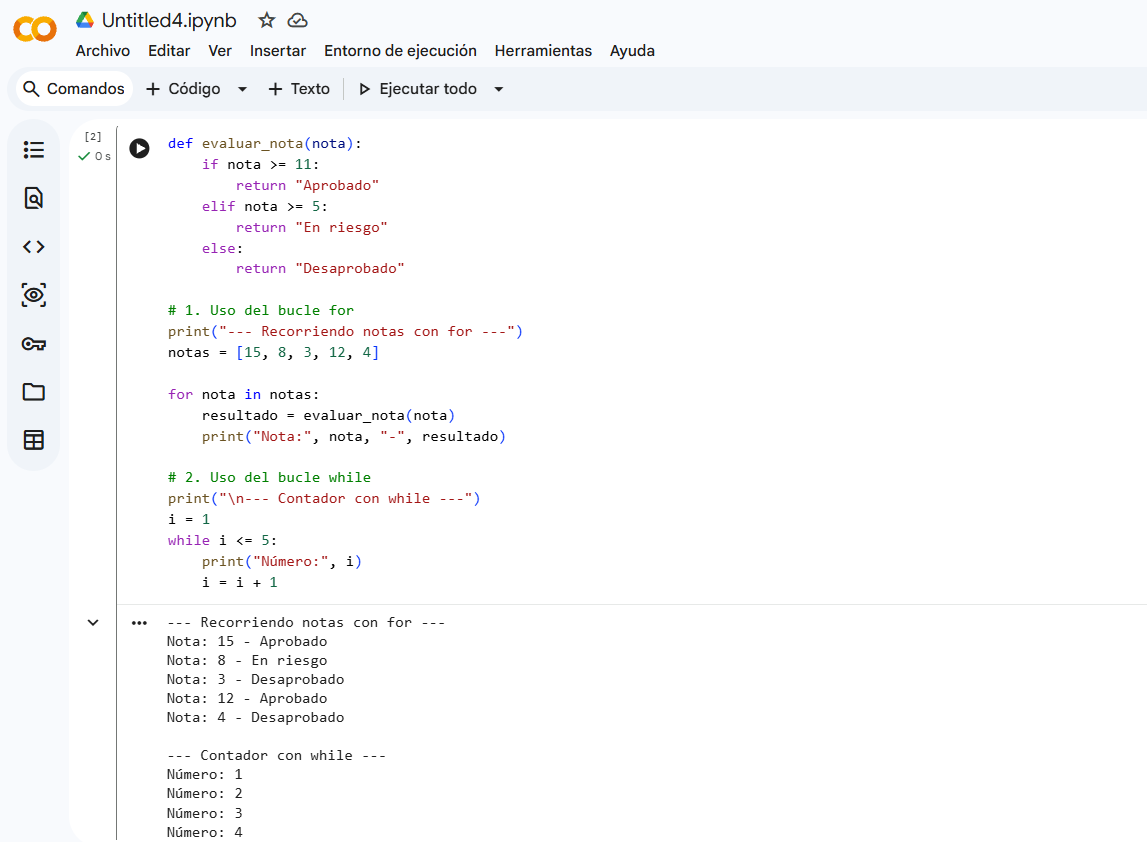 Untitled4.ipynb
Archivo Editar Ver Insertar Entorno de ejecución Herramientas Ayuda
Comandos + Código + Texto Ejecutar todo
[2]
0 s
def evaluar_nota(nota):
    if nota >= 11:
        return "Aprobado"
    elif nota >= 5:
        return "En riesgo"
    else:
        return "Desaprobado"

# 1. Uso del bucle for
print("--- Recorriendo notas con for ---")
notas = [15, 8, 3, 12, 4]

for nota in notas:
    resultado = evaluar_nota(nota)
    print("Nota:", nota, "-", resultado)

# 2. Uso del bucle while
print("\n--- Contador con while ---")
i = 1
while i <= 5:
    print("Número:", i)
    i = i + 1

--- Recorriendo notas con for ---
Nota: 15 - Aprobado
Nota: 8 - En riesgo
Nota: 3 - Desaprobado
Nota: 12 - Aprobado
Nota: 4 - Desaprobado

--- Contador con while ---
Número: 1
Número: 2
Número: 3
Número: 4